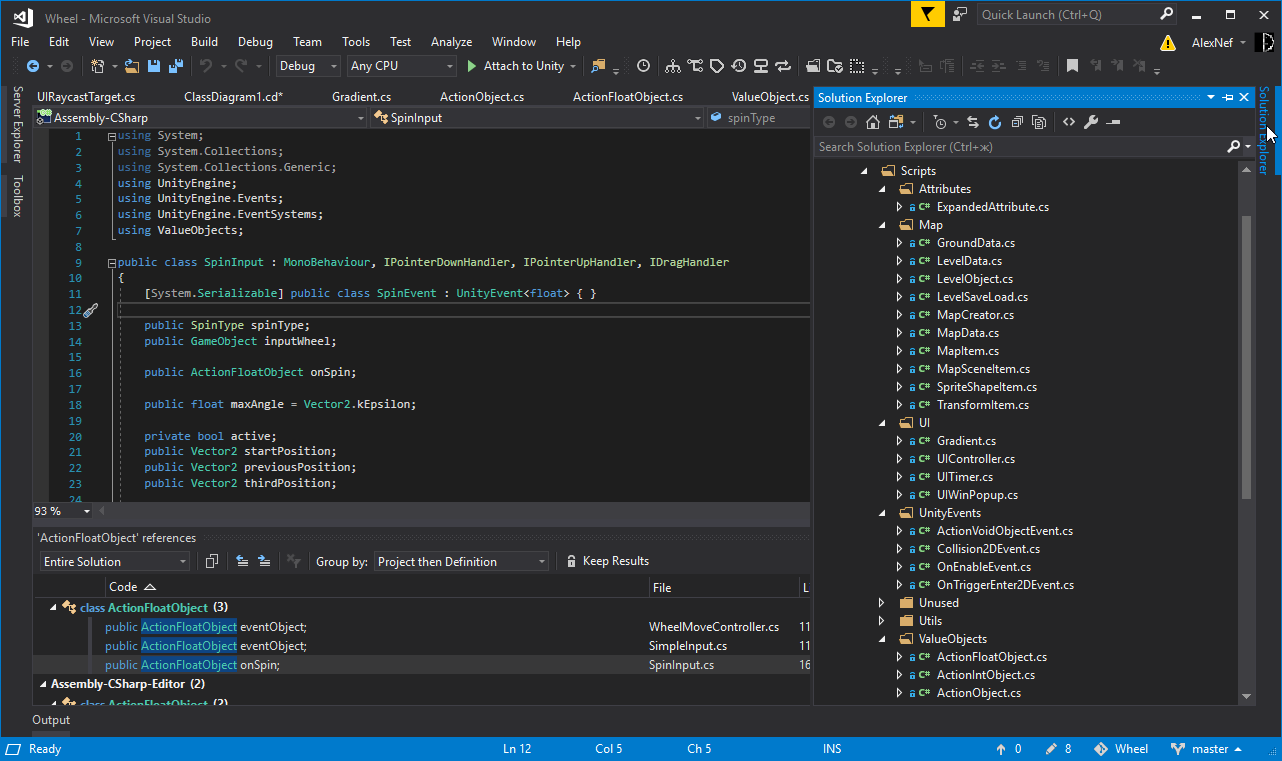 Wheel - Microsoft Visual Studio
Quick Launch (Ctrl+Q)
File Edit View Project Build Debug Team Tools Test Analyze Window Help
AlexNef
Debug Any CPU Attach to Unity
Server Explorer
Toolbox
UIRaycastTarget.cs ClassDiagram1.cd* Gradient.cs ActionObject.cs ActionFloatObject.cs ValueObject.cs
Assembly-CSharp SpinInput spinType
1 using System;
2 using System.Collections;
3 using System.Collections.Generic;
4 using UnityEngine;
5 using UnityEngine.Events;
6 using UnityEngine.EventSystems;
7 using ValueObjects;
8
9 public class SpinInput : MonoBehaviour, IPointerDownHandler, IPointerUpHandler, IDragHandler
10 {
11 [System.Serializable] public class SpinEvent : UnityEvent<float> { }
12
13 public SpinType spinType;
14 public GameObject inputWheel;
15
16 public ActionFloatObject onSpin;
17
18 public float maxAngle = Vector2.kEpsilon;
19
20 private bool active;
21 public Vector2 startPosition;
22 public Vector2 previousPosition;
23 public Vector2 thirdPosition;
24
93 %
'ActionFloatObject' references
Entire Solution Group by: Project then Definition Keep Results
Code File L
class ActionFloatObject (3)
public ActionFloatObject eventObject; WheelMoveController.cs 11
public ActionFloatObject eventObject; SimpleInput.cs 11
public ActionFloatObject onSpin; SpinInput.cs 16
Assembly-CSharp-Editor (2)
class ActionFloatObject (2)
Output
Solution Explorer
Search Solution Explorer (Ctrl+ж)
Scripts
Attributes
C# ExpandedAttribute.cs
Map
C# GroundData.cs
C# LevelData.cs
C# LevelObject.cs
C# LevelSaveLoad.cs
C# MapCreator.cs
C# MapData.cs
C# MapItem.cs
C# MapSceneItem.cs
C# SpriteShapeItem.cs
C# TransformItem.cs
UI
C# Gradient.cs
C# UIController.cs
C# UITimer.cs
C# UIWinPopup.cs
UnityEvents
C# ActionVoidObjectEvent.cs
C# Collision2DEvent.cs
C# OnEnableEvent.cs
C# OnTriggerEnter2DEvent.cs
Unused
Utils
ValueObjects
C# ActionFloatObject.cs
C# ActionIntObject.cs
C# ActionObject.cs
Solution Explorer
Ready Ln 12 Col 5 Ch 5 INS 0 8 Wheel master